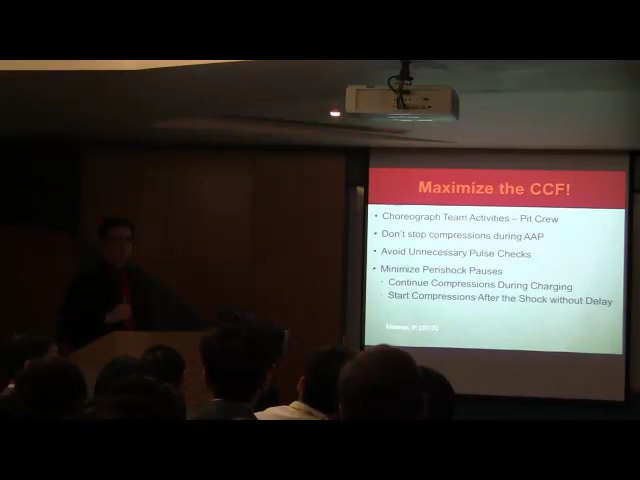 Maximize the CCF!
• Choreograph Team Activities – Pit Crew
• Don't stop compressions during AAP
• Avoid Unnecessary Pulse Checks
• Minimize Perishock Pauses
- Continue Compressions During Charging
- Start Compressions After the Shock without Delay
(2013)